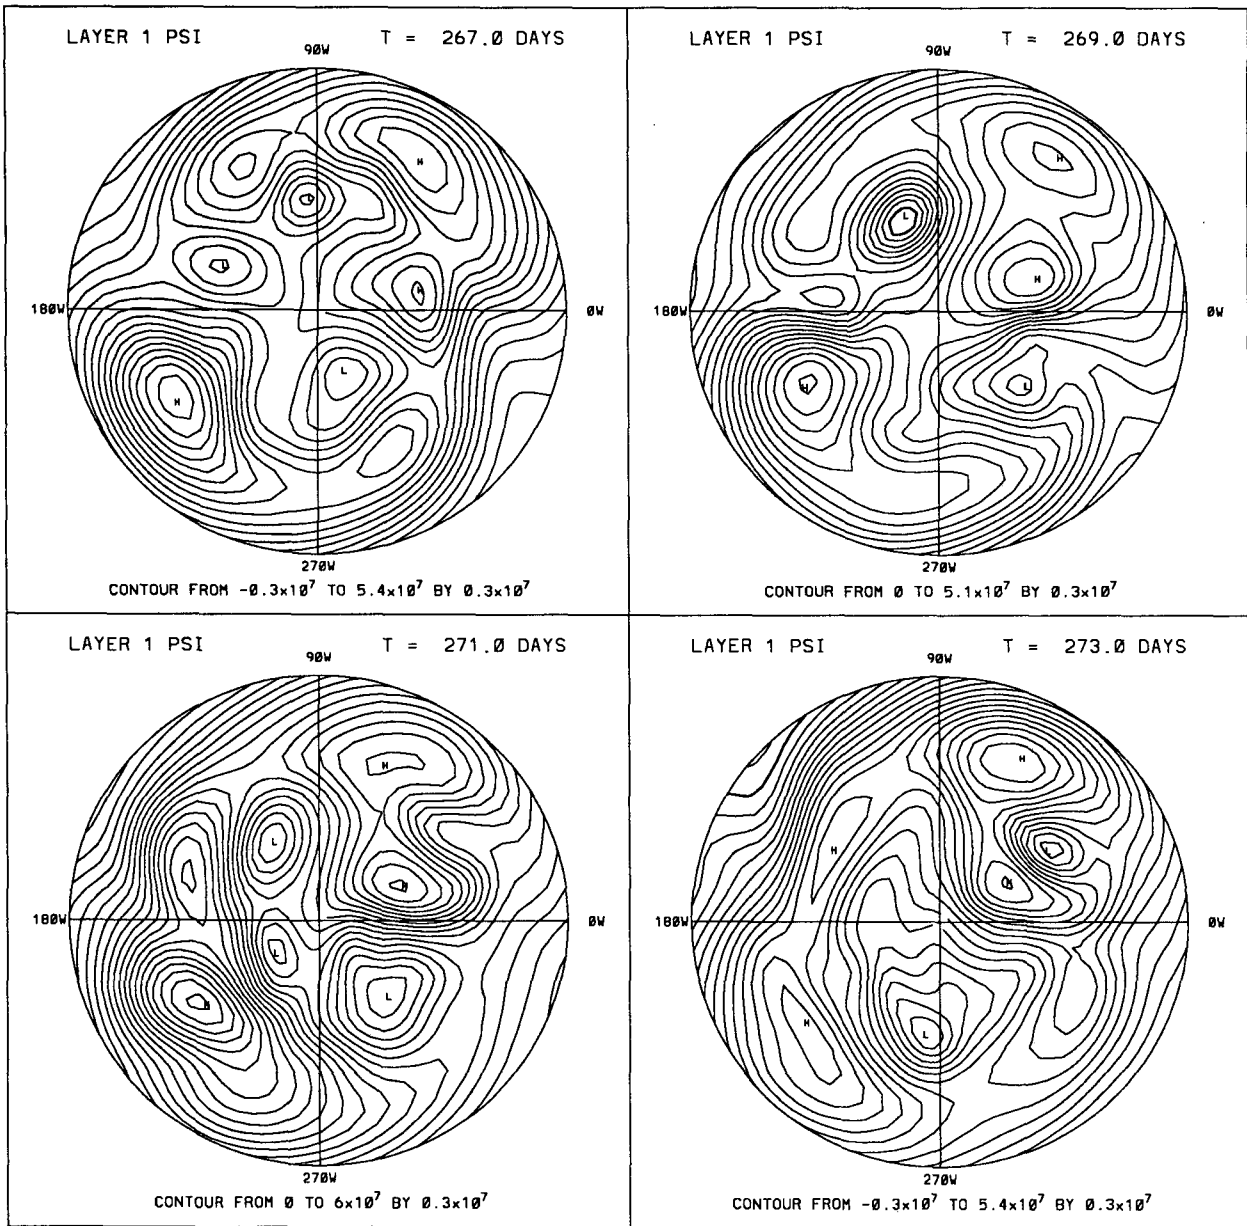 LAYER 1 PSI T = 267.0 DAYS
90W
H
L
L
H
180W 0W
L
H
270W
CONTOUR FROM -0.3x10⁷ TO 5.4x10⁷ BY 0.3x10⁷
LAYER 1 PSI T = 269.0 DAYS
90W
H
L
H
180W 0W
H L
270W
CONTOUR FROM 0 TO 5.1x10⁷ BY 0.3x10⁷
LAYER 1 PSI T = 271.0 DAYS
90W
H
L
H
180W 0W
L
L
H
270W
CONTOUR FROM 0 TO 6x10⁷ BY 0.3x10⁷
LAYER 1 PSI T = 273.0 DAYS
90W
H
H L
H
180W 0W
H
L
270W
CONTOUR FROM -0.3x10⁷ TO 5.4x10⁷ BY 0.3x10⁷